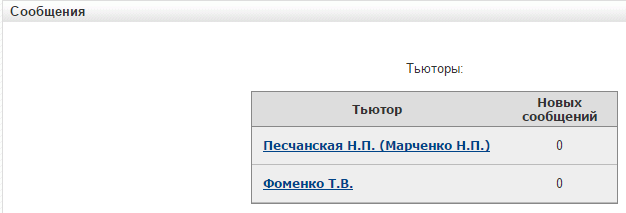 Сообщения
Тьюторы:
Тьютор Новых сообщений
Песчанская Н.П. (Марченко Н.П.) 0
Фоменко Т.В. 0